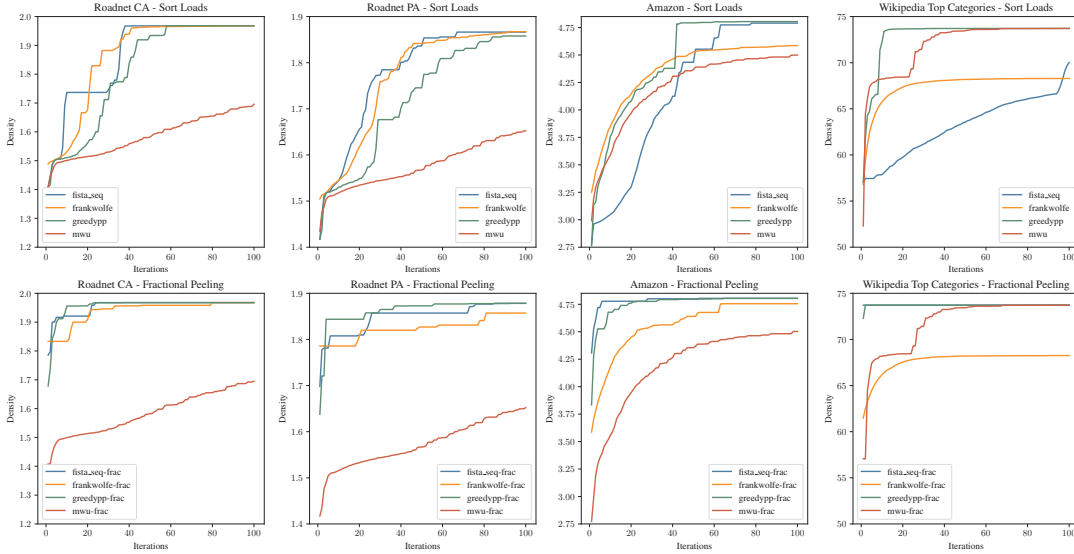 Roadnet CA - Sort Loads
2.0
1.9
1.8
1.7
1.6
1.5
1.4
1.3
1.2
Density
0 20 40 60 80 100
Iterations
fista_seq
frankwolfe
greedypp
mwu
Roadnet PA - Sort Loads
1.9
1.8
1.7
1.6
1.5
1.4
Density
0 20 40 60 80 100
Iterations
fista_seq
frankwolfe
greedypp
mwu
Amazon - Sort Loads
4.75
4.50
4.25
4.00
3.75
3.50
3.25
3.00
2.75
Density
0 20 40 60 80 100
Iterations
fista_seq
frankwolfe
greedypp
mwu
Wikipedia Top Categories - Sort Loads
75
70
65
60
55
50
Density
0 20 40 60 80 100
Iterations
fista_seq
frankwolfe
greedypp
mwu
Roadnet CA - Fractional Peeling
2.0
1.9
1.8
1.7
1.6
1.5
1.4
1.3
1.2
Density
0 20 40 60 80 100
Iterations
fista_seq-frac
frankwolfe-frac
greedypp-frac
mwu-frac
Roadnet PA - Fractional Peeling
1.9
1.8
1.7
1.6
1.5
1.4
Density
0 20 40 60 80 100
Iterations
fista_seq-frac
frankwolfe-frac
greedypp-frac
mwu-frac
Amazon - Fractional Peeling
4.75
4.50
4.25
4.00
3.75
3.50
3.25
3.00
2.75
Density
0 20 40 60 80 100
Iterations
fista_seq-frac
frankwolfe-frac
greedypp-frac
mwu-frac
Wikipedia Top Categories - Fractional Peeling
75
70
65
60
55
50
Density
0 20 40 60 80 100
Iterations
fista_seq-frac
frankwolfe-frac
greedypp-frac
mwu-frac